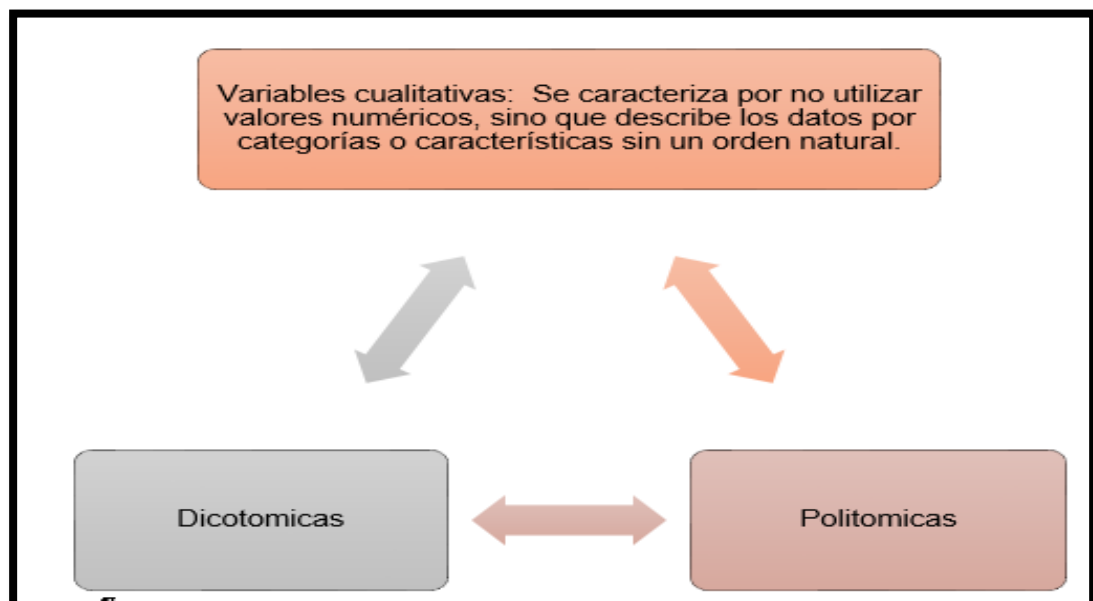 Variables cualitativas:  Se caracteriza por no utilizar
valores numéricos, sino que describe los datos por
categorías o características sin un orden natural.
Dicotomicas
Politomicas